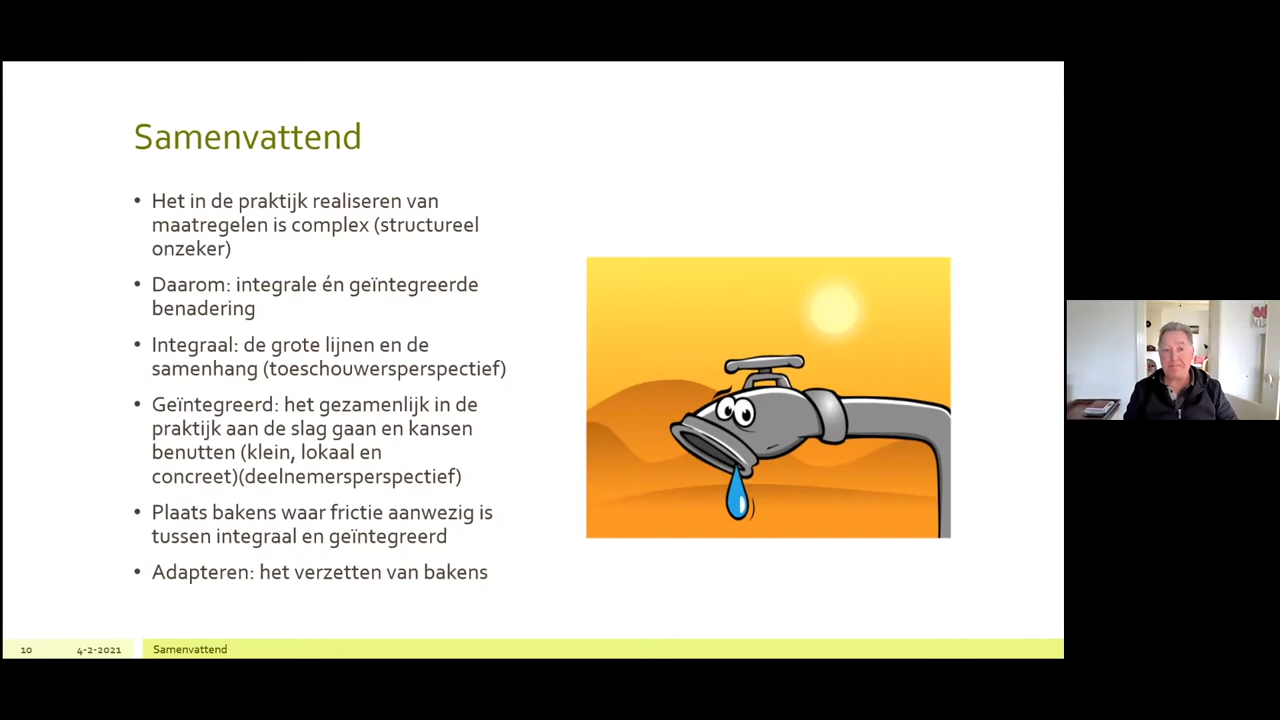 Samenvattend
• Het in de praktijk realiseren van
maatregelen is complex (structureel
onzeker)
• Daarom: integrale én geïntegreerde
benadering
• Integraal: de grote lijnen en de
samenhang (toeschouwersperspectief)
• Geïntegreerd: het gezamenlijk in de
praktijk aan de slag gaan en kansen
benutten (klein, lokaal en
concreet)(deelnemersperspectief)
• Plaats bakens waar frictie aanwezig is
tussen integraal en geïntegreerd
• Adapteren: het verzetten van bakens
10 4-2-2021 Samenvattend